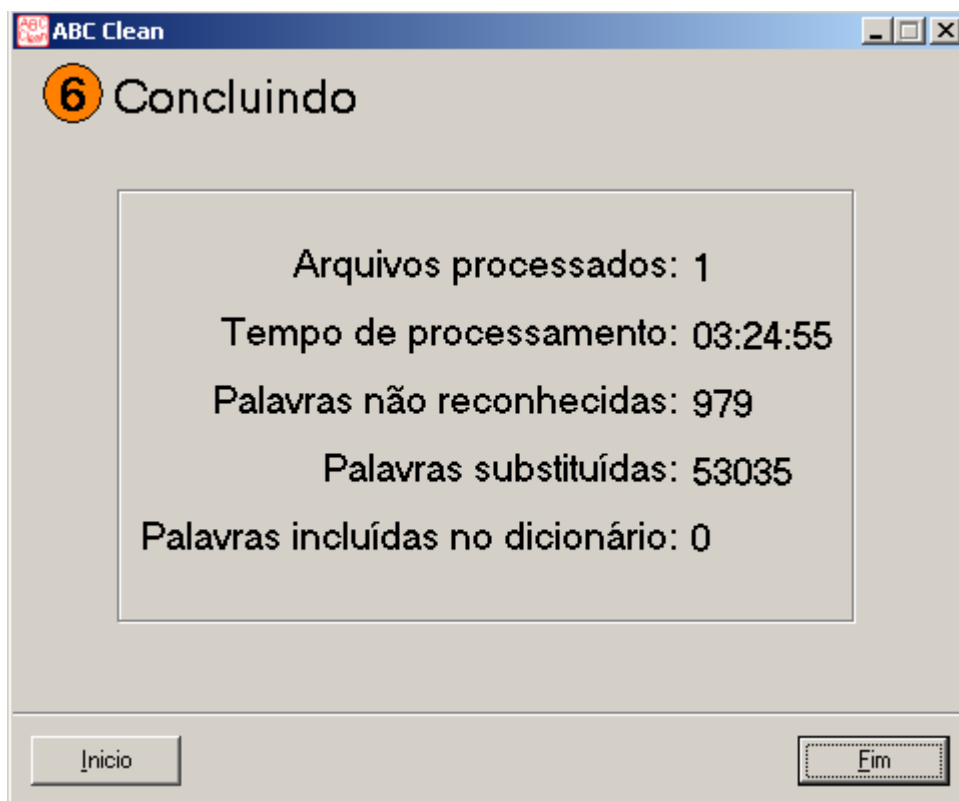 ABC Clean
6 Concluindo
Arquivos processados: 1
Tempo de processamento: 03:24:55
Palavras não reconhecidas: 979
Palavras substituídas: 53035
Palavras incluídas no dicionário: 0
Inicio
Fim